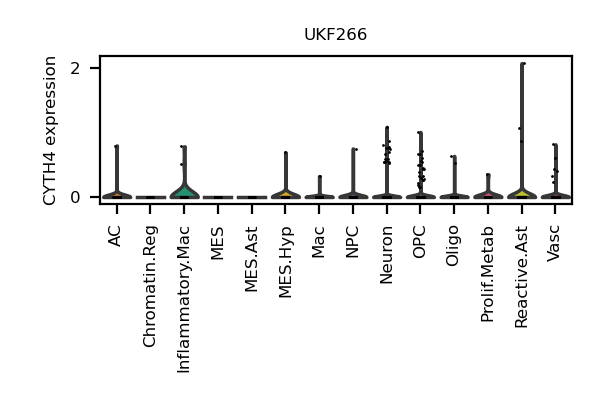 UKF266
CYTH4 expression
2
0
AC
Chromatin.Reg
Inflammatory.Mac
MES
MES.Ast
MES.Hyp
Mac
NPC
Neuron
OPC
Oligo
Prolif.Metab
Reactive.Ast
Vasc